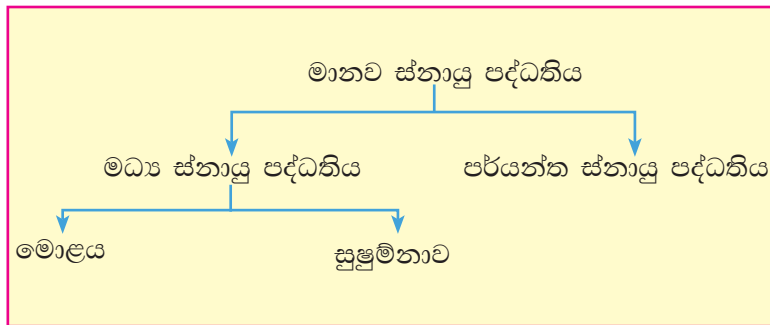 මානව ස්නායු පද්ධතිය
මධ්‍ය ස්නායු පද්ධතිය පර්යන්ත ස්නායු පද්ධතිය
මොළය සුෂුම්නාව